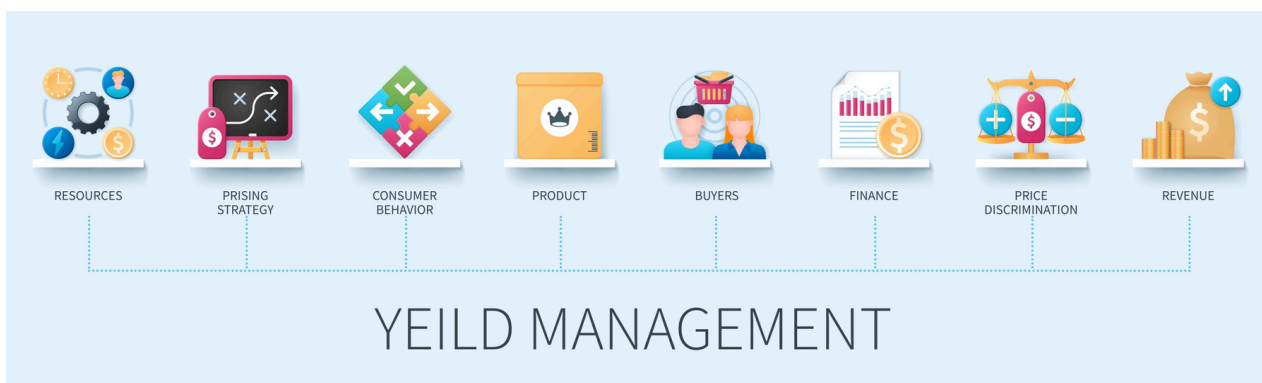 RESOURCES
PRISING
STRATEGY
CONSUMER
BEHAVIOR
PRODUCT
BUYERS
FINANCE
PRICE
DISCRIMINATION
REVENUE
YEILD MANAGEMENT